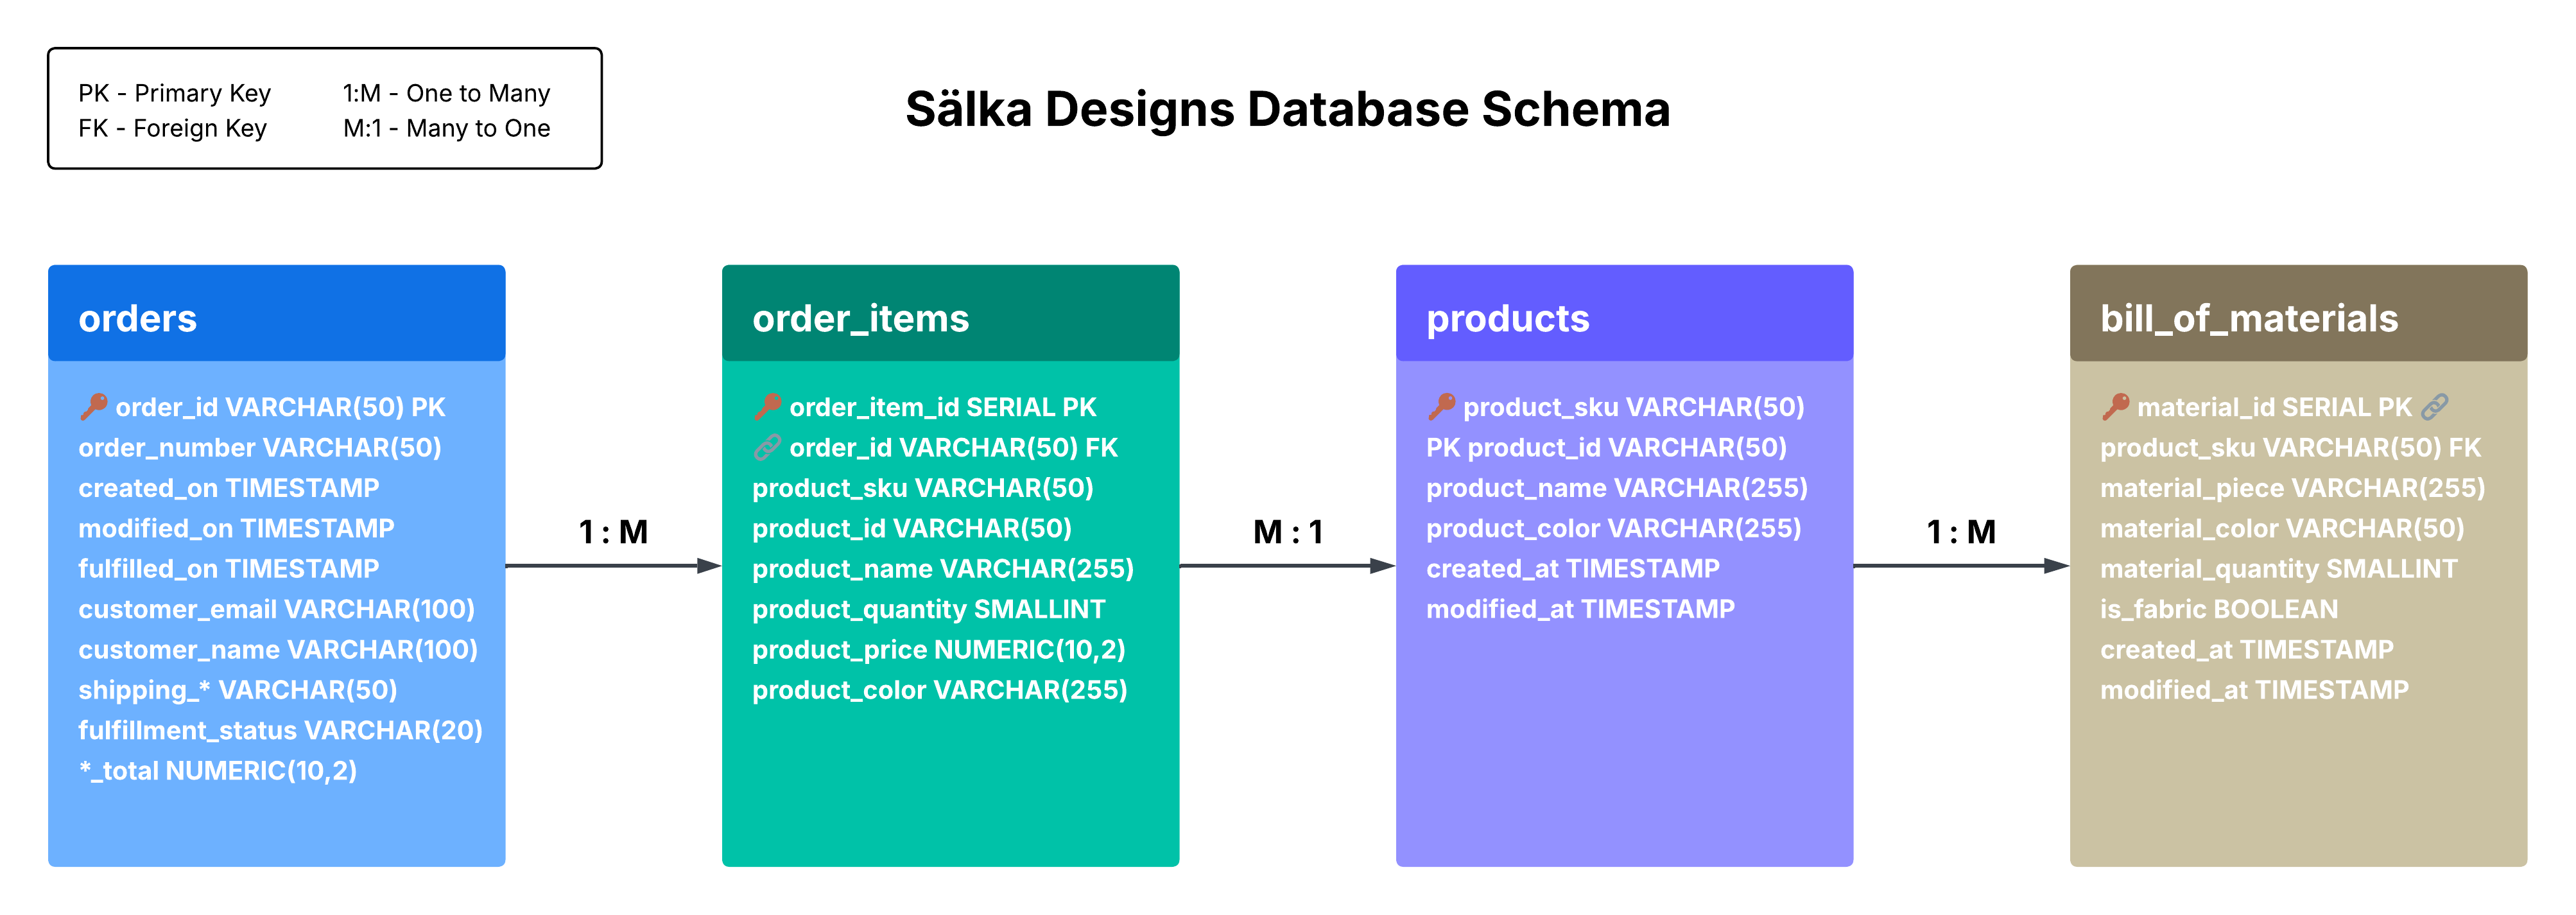 PK - Primary Key
FK - Foreign Key
1:M - One to Many
M:1 - Many to One
Sälka Designs Database Schema
orders
order_id VARCHAR(50) PK
order_number VARCHAR(50)
created_on TIMESTAMP
modified_on TIMESTAMP
fulfilled_on TIMESTAMP
customer_email VARCHAR(100)
customer_name VARCHAR(100)
shipping_* VARCHAR(50)
fulfillment_status VARCHAR(20)
*_total NUMERIC(10,2)
1 : M
order_items
order_item_id SERIAL PK
order_id VARCHAR(50) FK
product_sku VARCHAR(50)
product_id VARCHAR(50)
product_name VARCHAR(255)
product_quantity SMALLINT
product_price NUMERIC(10,2)
product_color VARCHAR(255)
M : 1
products
product_sku VARCHAR(50)
PK product_id VARCHAR(50)
product_name VARCHAR(255)
product_color VARCHAR(255)
created_at TIMESTAMP
modified_at TIMESTAMP
1 : M
bill_of_materials
material_id SERIAL PK
product_sku VARCHAR(50) FK
material_piece VARCHAR(255)
material_color VARCHAR(50)
material_quantity SMALLINT
is_fabric BOOLEAN
created_at TIMESTAMP
modified_at TIMESTAMP